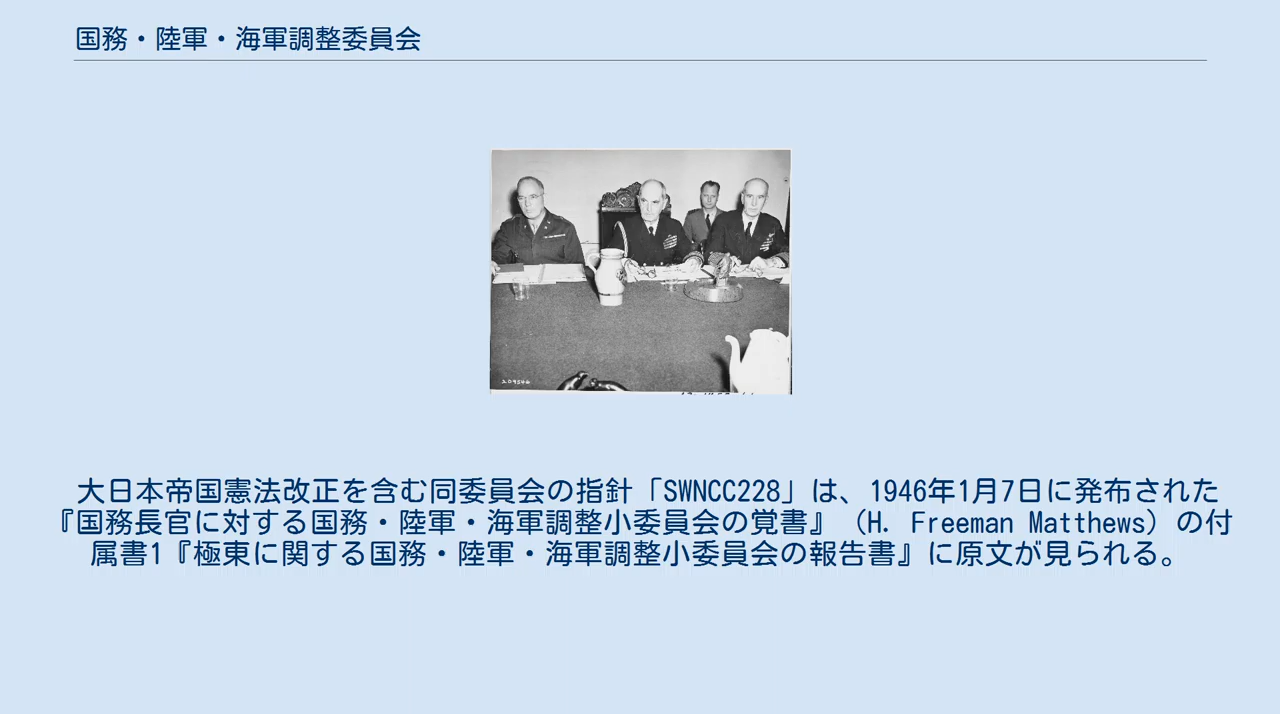 国務・陸軍・海軍調整委員会
209546
大日本帝国憲法改正を含む同委員会の指針「SWNCC228」は、1946年1月7日に発布された
『国務長官に対する国務・陸軍・海軍調整小委員会の覚書』（H. Freeman Matthews）の付
属書1『極東に関する国務・陸軍・海軍調整小委員会の報告書』に原文が見られる。